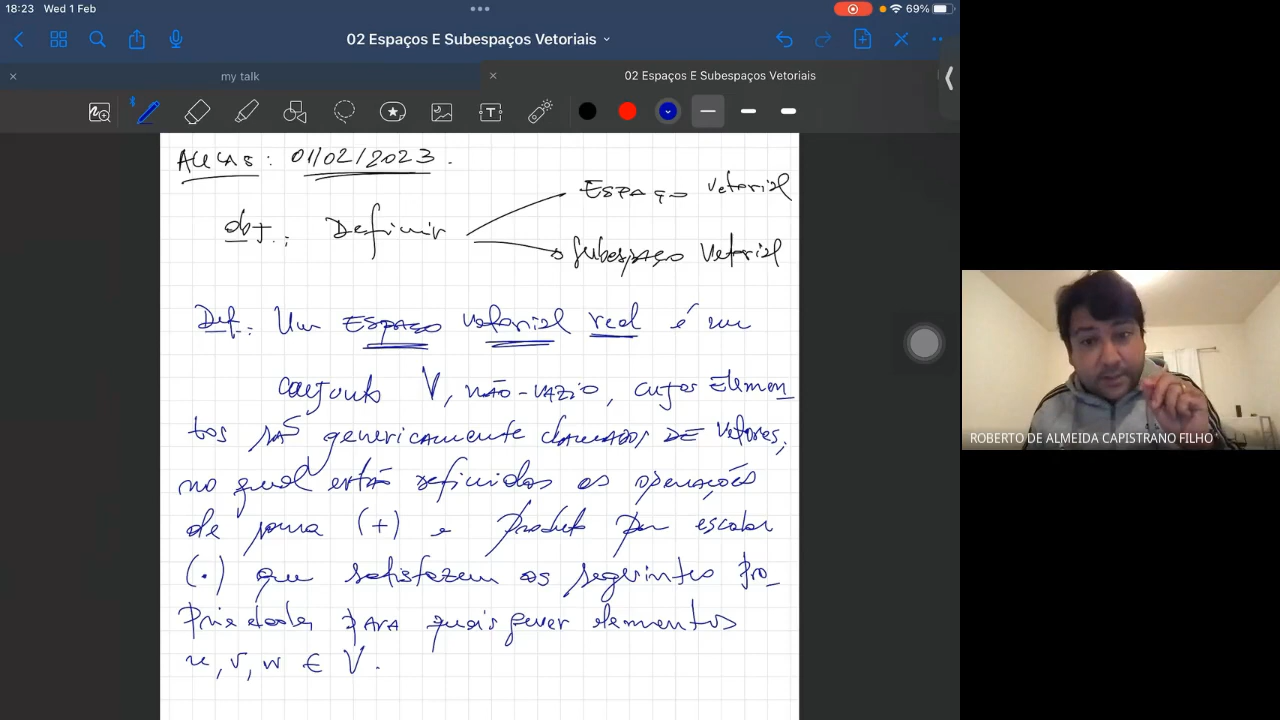 18:23 Wed 1 Feb
69%
02 Espaços E Subespaços Vetoriais
my talk
02 Espaços E Subespaços Vetoriais
T
: 01/02/2023.
Obj.: Definir
Espaço Vetorial
Subespaço Vetorial
Def.: Um Espaço vetorial real é um
conjunto V, não-vazio, cujos elemen_
tos são genericamente chamados de vetores,
no qual estão definidas as operações
de soma (+) e produto por escalar
(·) que satisfazem as seguintes pro_
priedades para quaisquer elementos
u, v, w ∈ V.
ROBERTO DE ALMEIDA CAPISTRANO FILHO